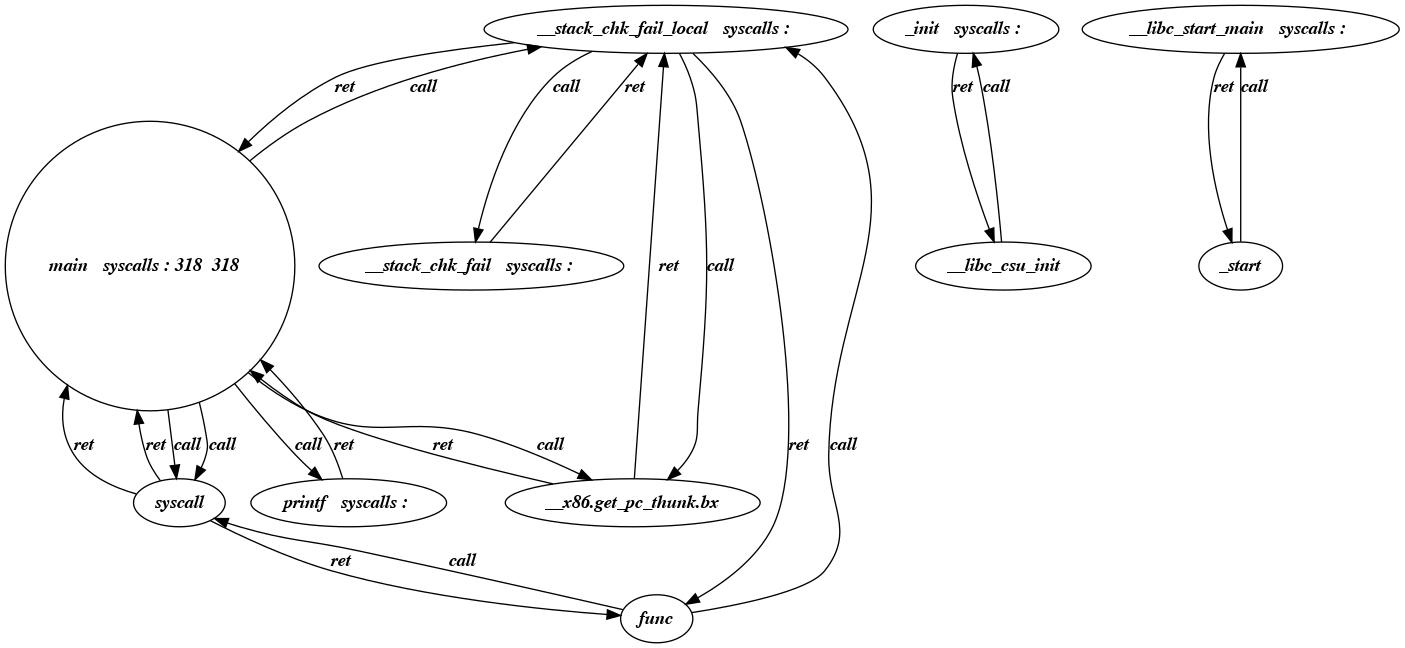 __stack_chk_fail_local syscalls :
_init syscalls :
__libc_start_main syscalls :
ret
call
call
ret
ret
call
ret
call
main syscalls : 318 318
__stack_chk_fail syscalls :
ret
call
__libc_csu_init
_start
ret
ret
call
call
call
ret
ret
call
ret
call
syscall
printf syscalls :
__x86.get_pc_thunk.bx
ret
call
func